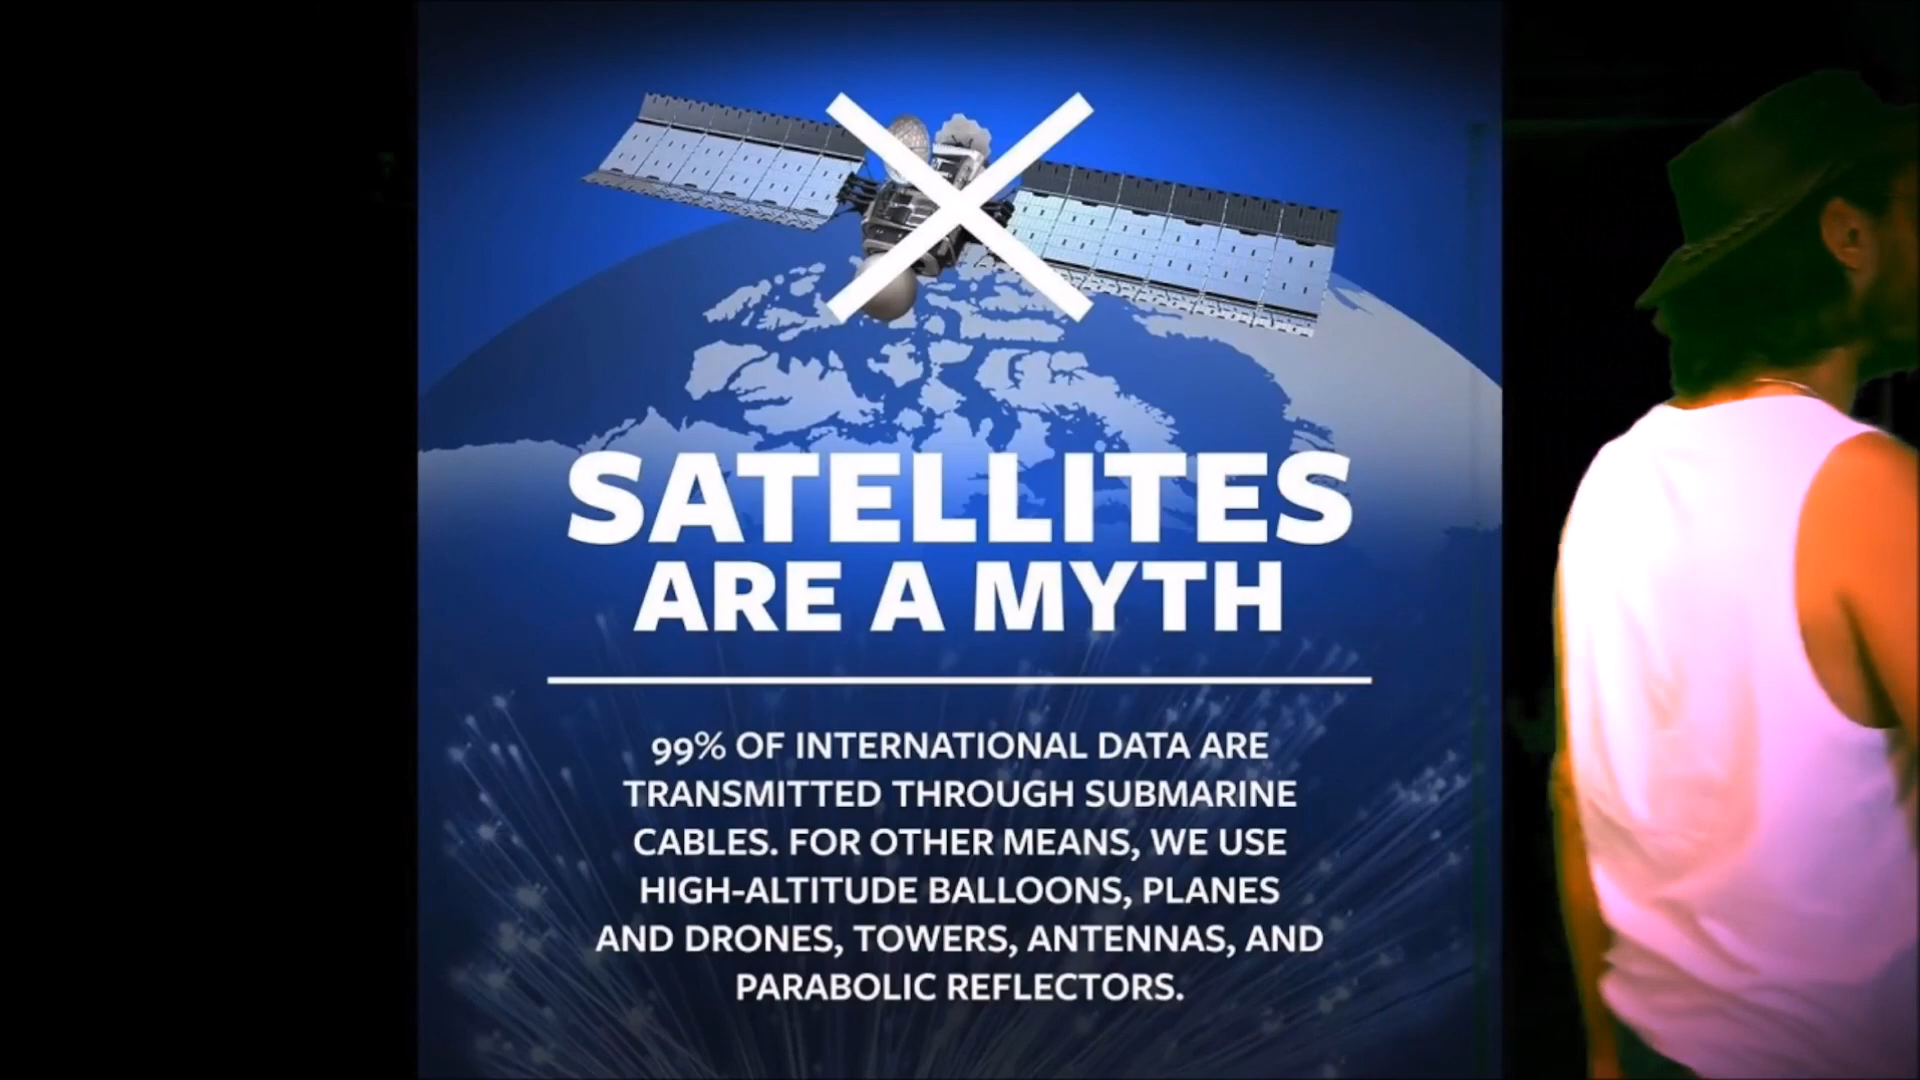 SATELLITES
ARE A MYTH
99% OF INTERNATIONAL DATA ARE
TRANSMITTED THROUGH SUBMARINE
CABLES. FOR OTHER MEANS, WE USE
HIGH-ALTITUDE BALLOONS, PLANES
AND DRONES, TOWERS, ANTENNAS, AND
PARABOLIC REFLECTORS.